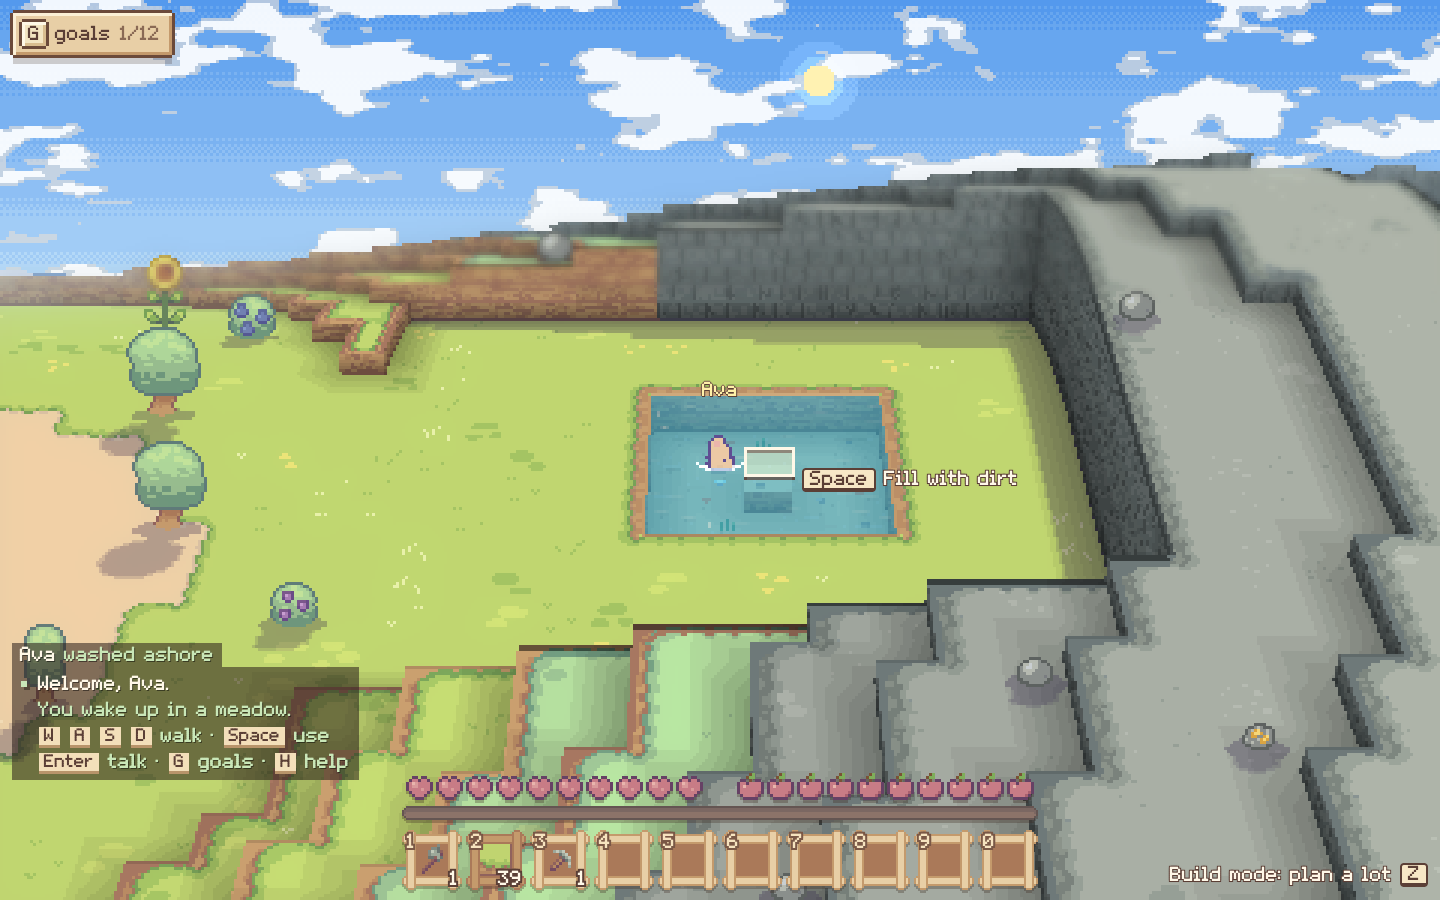 G goals 1/12
Ava
Space Fill with dirt
Ava washed ashore
Welcome, Ava.
You wake up in a meadow.
W A S D walk · Space use
Enter talk · G goals · H help
1 2 3 4 5 6 7 8 9 0
1 39 1
Build mode: plan a lot Z